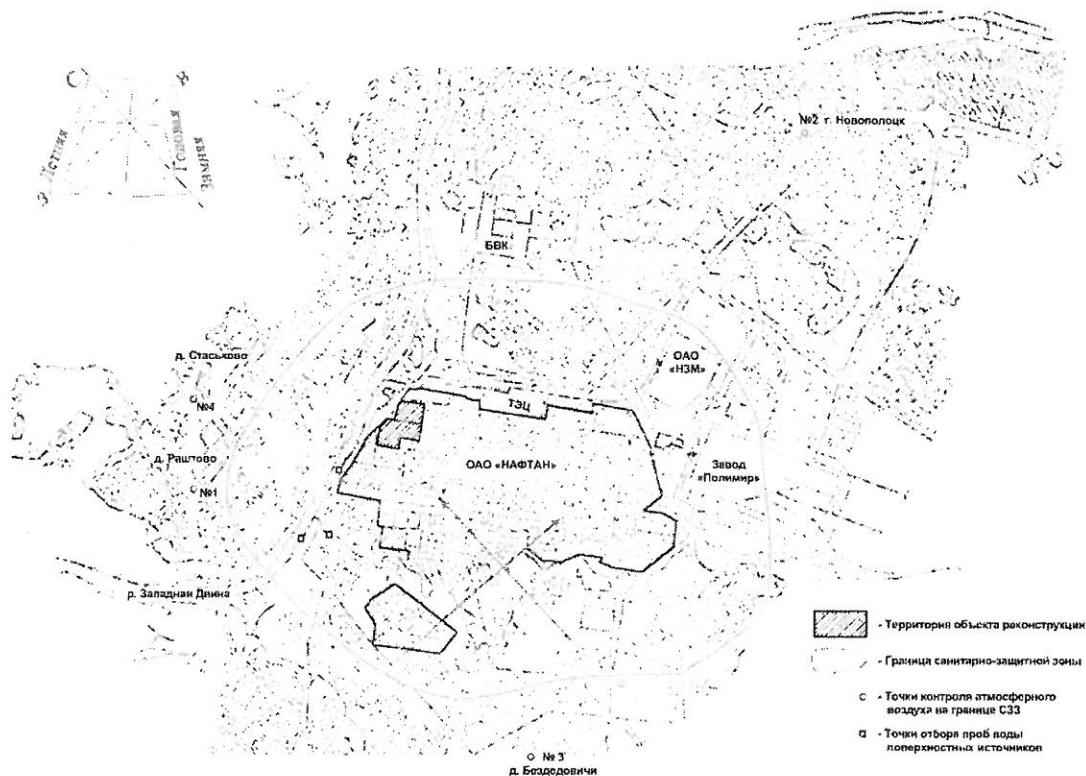 №2 г. Новополоцк
БВК
д. Стаськово
№4
ОАО
«НЗМ»
ТЭЦ
д. Раштово
№1
ОАО «НАФТАН»
Завод
«Полимир»
р. Западная Двина
- Территория объекта реконструкции
- Граница санитарно-защитной зоны
- Точки контроля атмосферного
воздуха на границе СЗЗ
- Точки отбора проб воды
поверхностных источников
№ 3
д. Бездедовичи